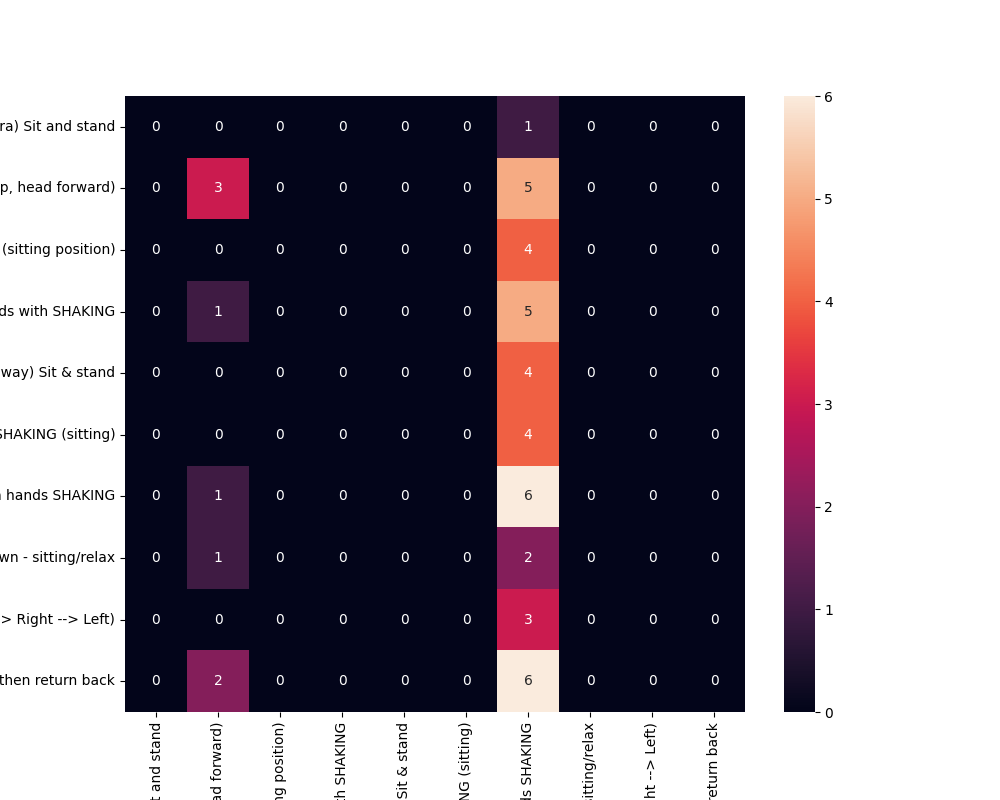 ra) Sit and stand 0 0 0 0 0 0 1 0 0 0
p, head forward) 0 3 0 0 0 0 5 0 0 0
(sitting position) 0 0 0 0 0 0 4 0 0 0
ds with SHAKING 0 1 0 0 0 0 5 0 0 0
way) Sit & stand 0 0 0 0 0 0 4 0 0 0
SHAKING (sitting) 0 0 0 0 0 0 4 0 0 0
hands SHAKING 0 1 0 0 0 0 6 0 0 0
wn - sitting/relax 0 1 0 0 0 0 2 0 0 0
> Right --> Left) 0 0 0 0 0 0 3 0 0 0
then return back 0 2 0 0 0 0 6 0 0 0
t and stand
ad forward)
ng position)
th SHAKING
Sit & stand
NG (sitting)
ds SHAKING
sitting/relax
ht --> Left)
return back
6
5
4
3
2
1
0